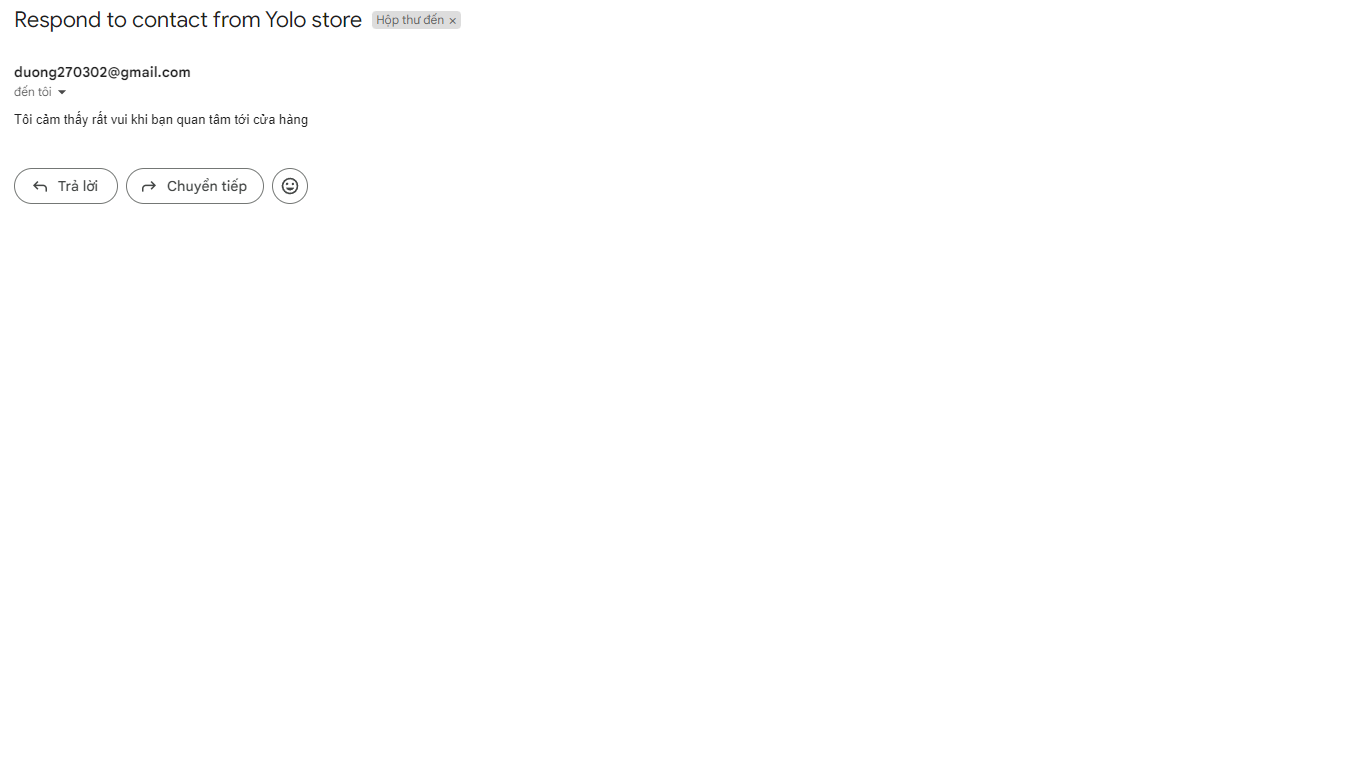 Respond to contact from Yolo store Hộp thư đến ×
duong270302@gmail.com
đến tôi
Tôi cảm thấy rất vui khi bạn quan tâm tới cửa hàng
Trả lời Chuyển tiếp